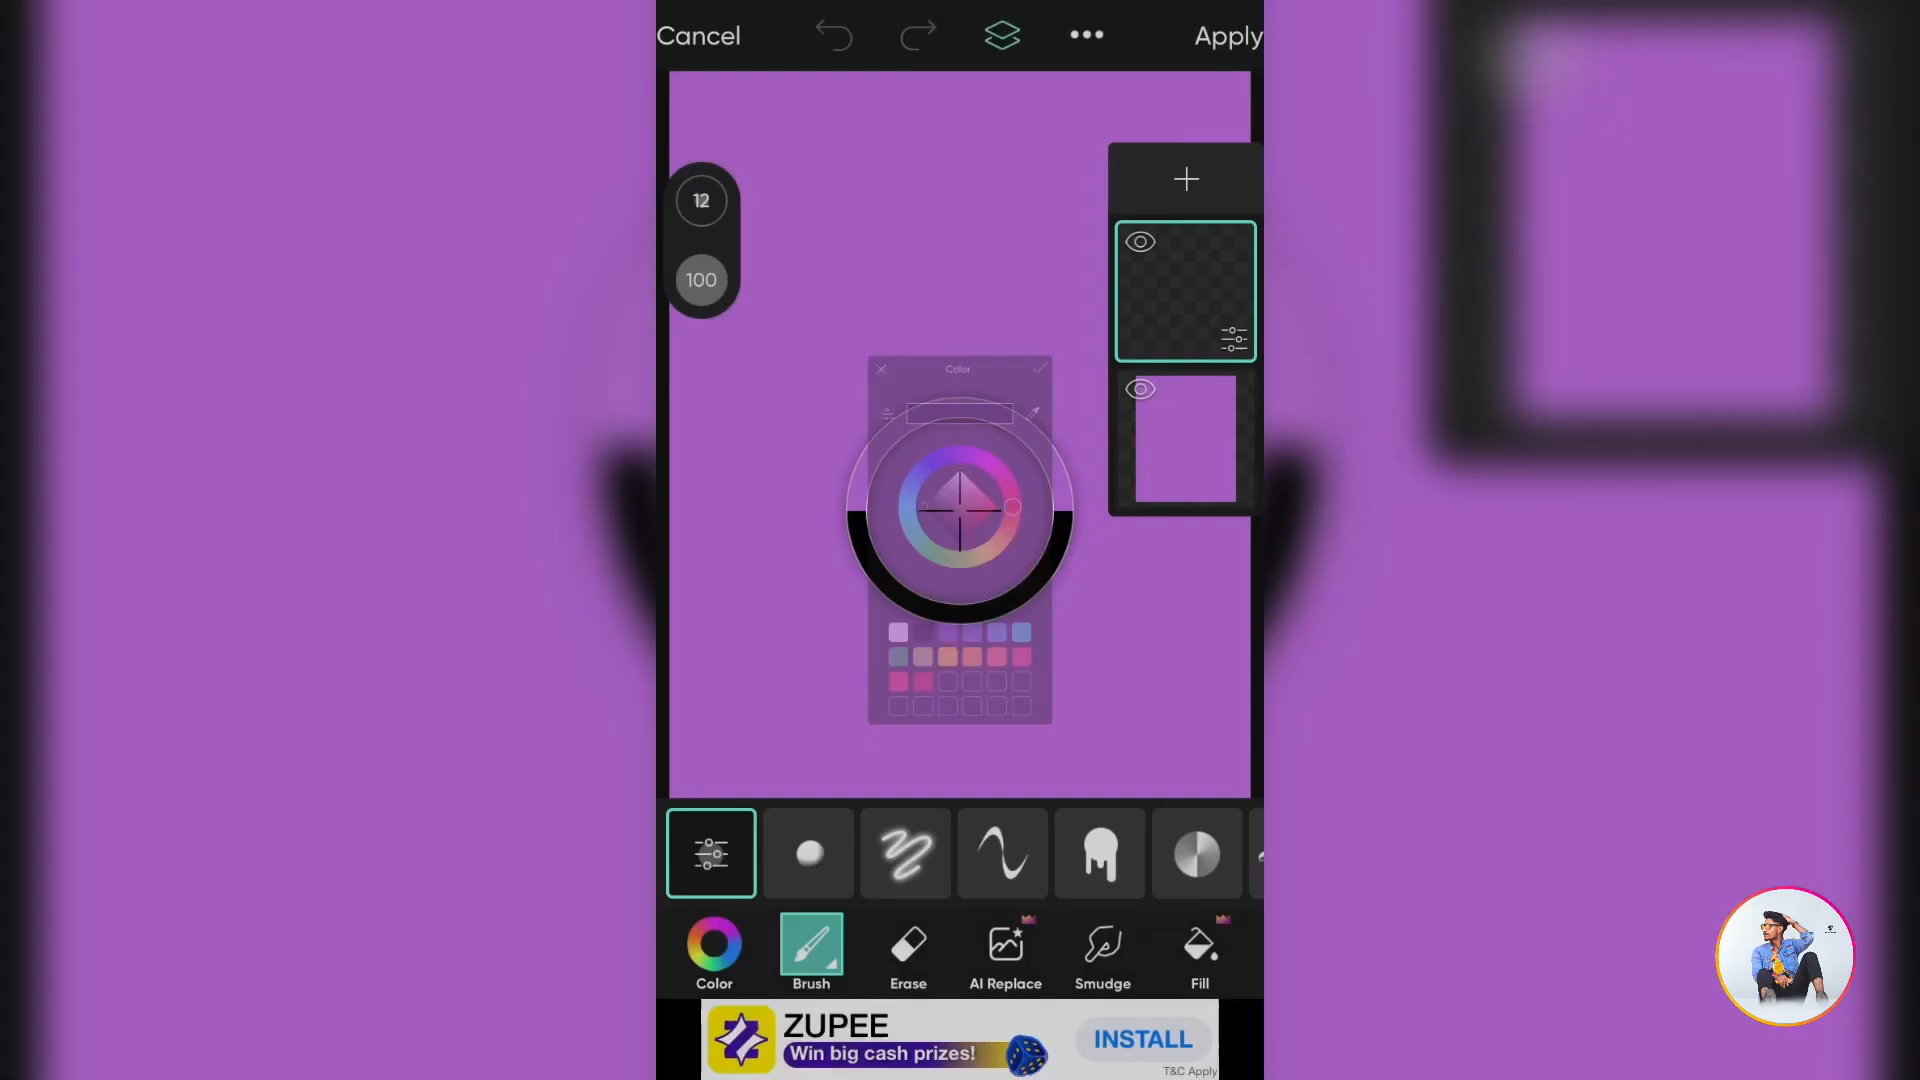 Cancel
Apply
12
100
Color
Color
Brush
Erase
AI Replace
Smudge
Fill
ZUPEE
Win big cash prizes!
INSTALL
T&C Apply